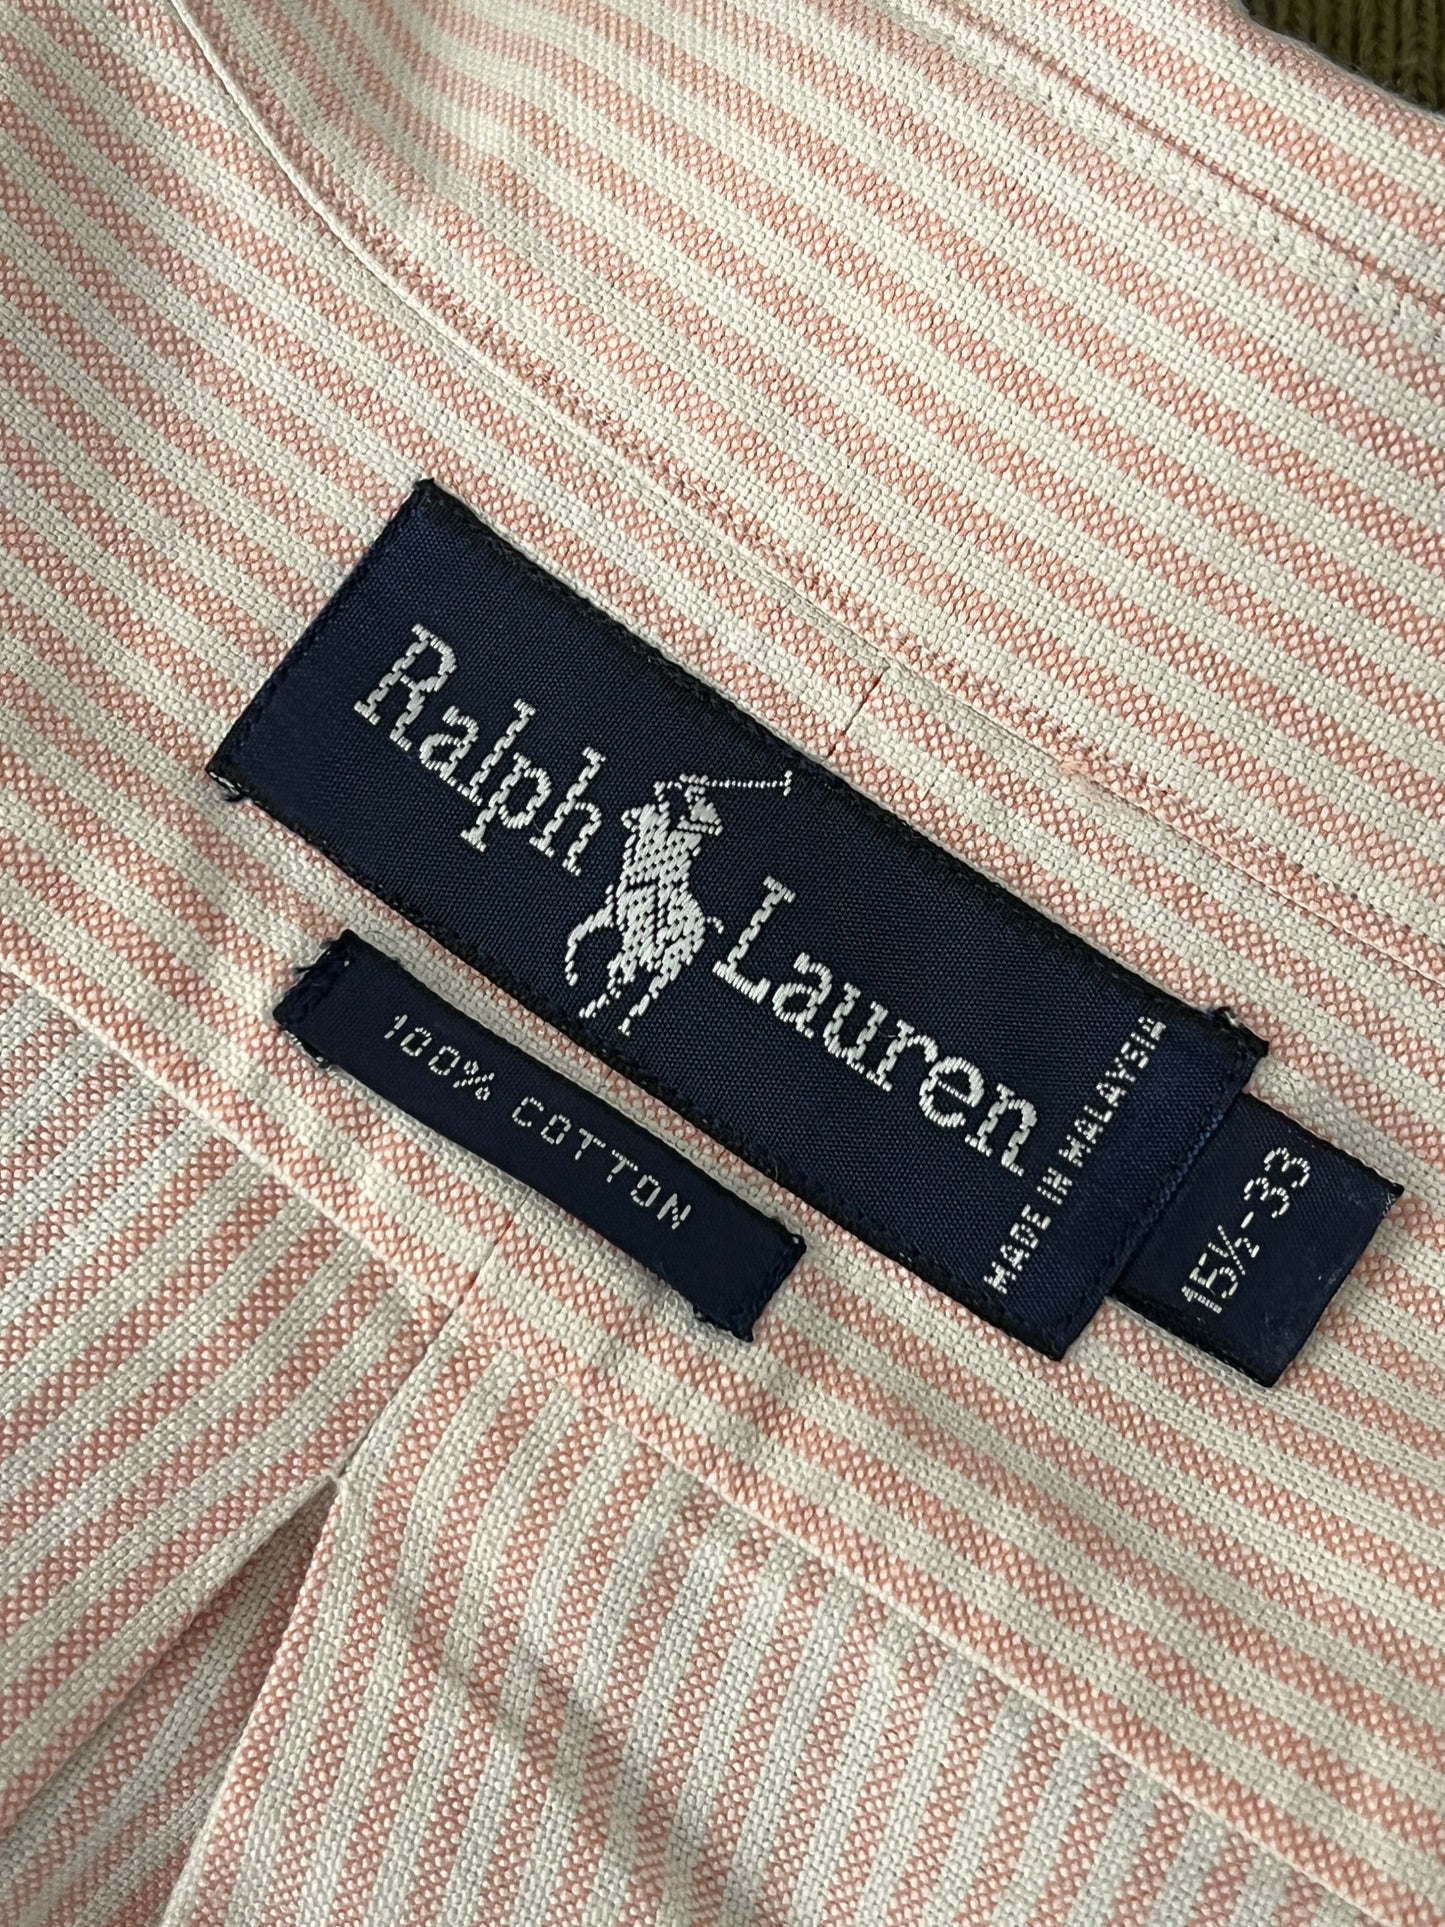 Ralph Lauren
MADE IN MALAYSIA
15½-33
100% COTTON